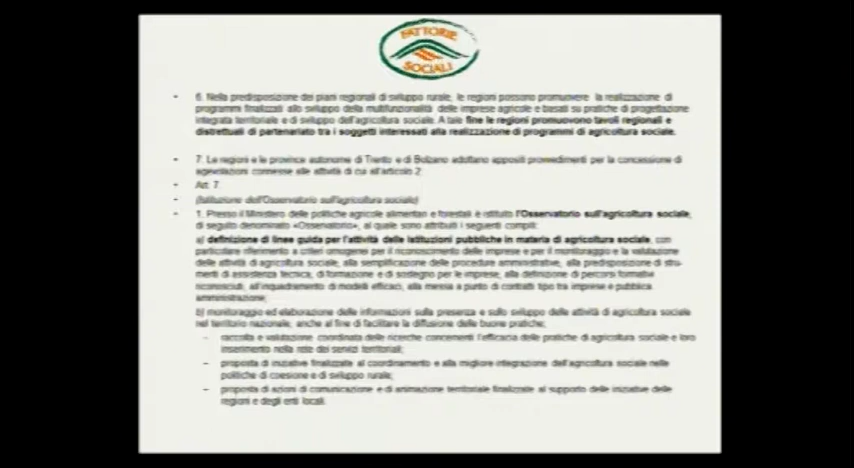 FATTORIE
SOCIALI
6. Nella predisposizione dei piani regionali di sviluppo rurale, le regioni possono promuovere la realizzazione di
programmi finalizzati allo sviluppo della multifunzionalità delle imprese agricole e basati su pratiche di progettazione
integrata territoriale e di sviluppo dell'agricoltura sociale. A tale fine le regioni promuovono tavoli regionali e
distrettuali di partenariato tra i soggetti interessati alla realizzazione di programmi di agricoltura sociale.
7. Le regioni e le province autonome di Trento e di Bolzano adottano appositi provvedimenti per la concessione di
agevolazioni connesse alle attività di cui all'articolo 2.
Art. 7.
(Istituzione dell'Osservatorio sull'agricoltura sociale)
1. Presso il Ministero delle politiche agricole alimentari e forestali è istituito l'Osservatorio sull'agricoltura sociale,
di seguito denominato «Osservatorio», al quale sono attribuiti i seguenti compiti:
a) definizione di linee guida per l'attività delle istituzioni pubbliche in materia di agricoltura sociale, con
particolare riferimento a criteri omogenei per il riconoscimento delle imprese e per il monitoraggio e la valutazione
delle attività di agricoltura sociale, alla semplificazione delle procedure amministrative, alla predisposizione di stru-
menti di assistenza tecnica, di formazione e di sostegno per le imprese, alla definizione di percorsi formativi
riconosciuti, all'inquadramento di modelli efficaci, alla messa a punto di contratti tipo tra imprese e pubblica
amministrazione;
b) monitoraggio ed elaborazione delle informazioni sulla presenza e sullo sviluppo delle attività di agricoltura sociale
nel territorio nazionale, anche al fine di facilitare la diffusione delle buone pratiche;
raccolta e valutazione coordinata delle ricerche concernenti l'efficacia delle pratiche di agricoltura sociale e loro
inserimento nella rete dei servizi territoriali;
proposta di iniziative finalizzate al coordinamento e alla migliore integrazione dell'agricoltura sociale nelle
politiche di coesione e di sviluppo rurale;
proposta di azioni di comunicazione e di animazione territoriale finalizzate al supporto delle iniziative delle
regioni e degli enti locali.